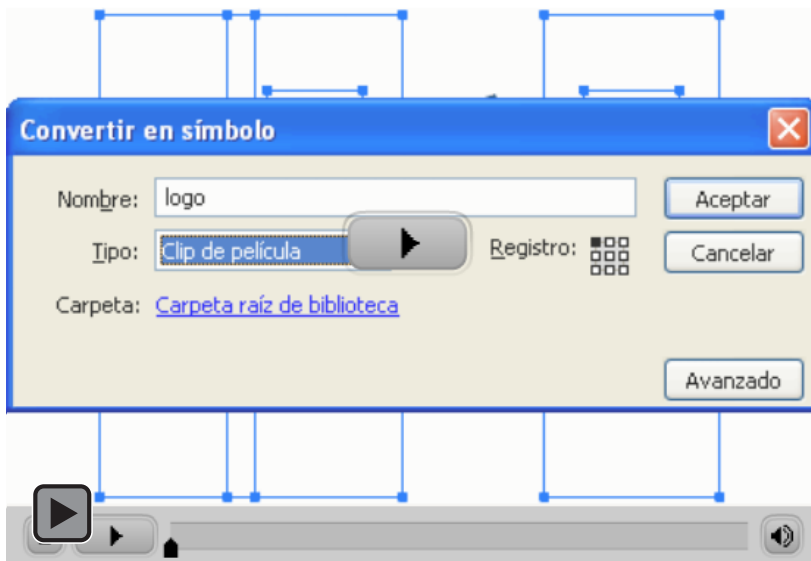 Convertir en símbolo
Nombre: logo Aceptar
Tipo: Clip de película Registro: Cancelar
Carpeta: Carpeta raíz de biblioteca
Avanzado